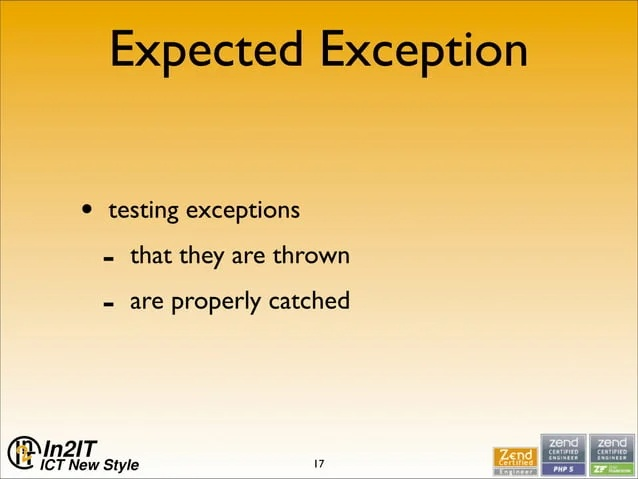 Expected Exception
• testing exceptions
- that they are thrown
- are properly catched
In2IT
ICT New Style
17
Zend
Certified
Engineer
zend
CERTIFIED
ENGINEER
PHP 5
zend
CERTIFIED
ENGINEER
ZF